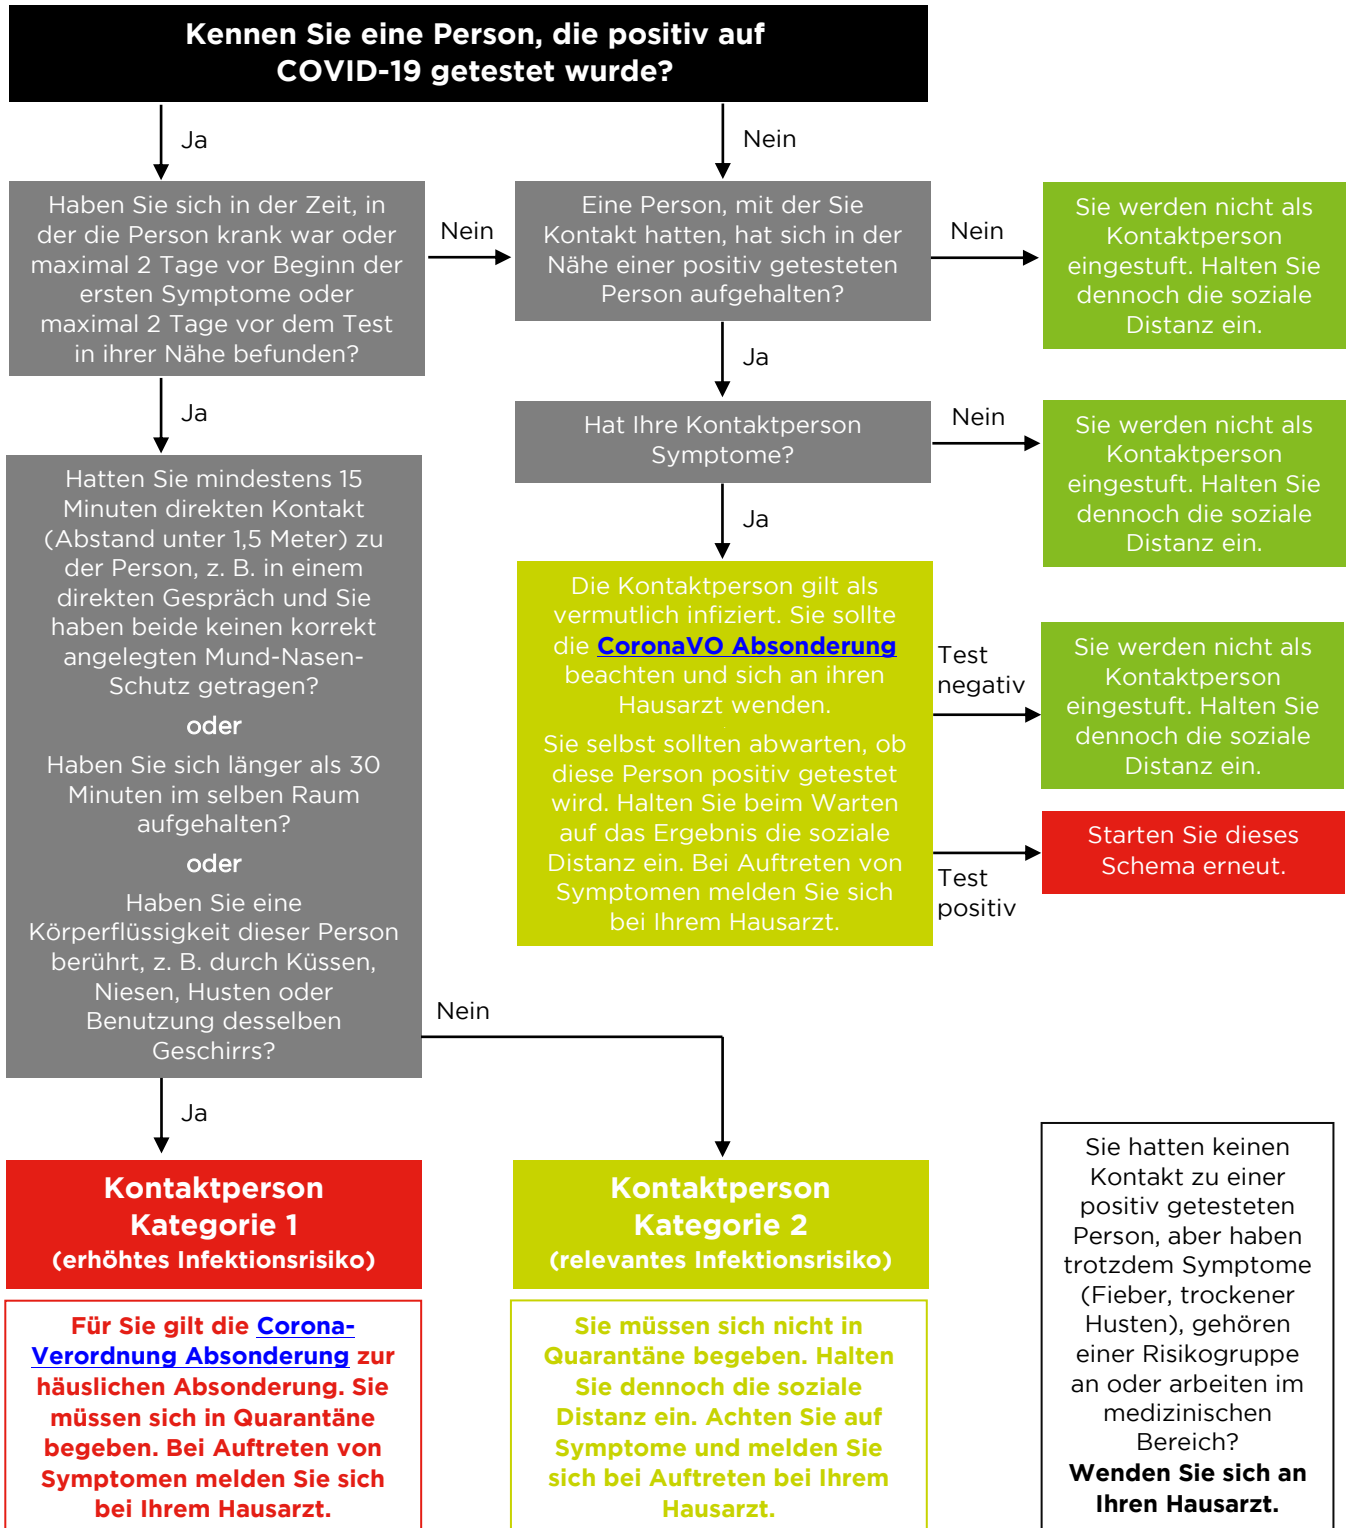 Kennen Sie eine Person, die positiv auf
COVID-19 getestet wurde?
Ja
Nein
Haben Sie sich in der Zeit, in
der die Person krank war oder
maximal 2 Tage vor Beginn der
ersten Symptome oder
maximal 2 Tage vor dem Test
in ihrer Nähe befunden?
Nein
Eine Person, mit der Sie
Kontakt hatten, hat sich in der
Nähe einer positiv getesteten
Person aufgehalten?
Nein
Sie werden nicht als
Kontaktperson
eingestuft. Halten Sie
dennoch die soziale
Distanz ein.
Ja
Ja
Hat Ihre Kontaktperson
Symptome?
Nein
Sie werden nicht als
Kontaktperson
eingestuft. Halten Sie
dennoch die soziale
Distanz ein.
Ja
Hatten Sie mindestens 15
Minuten direkten Kontakt
(Abstand unter 1,5 Meter) zu
der Person, z. B. in einem
direkten Gespräch und Sie
haben beide keinen korrekt
angelegten Mund-Nasen-
Schutz getragen?
oder
Haben Sie sich länger als 30
Minuten im selben Raum
aufgehalten?
oder
Haben Sie eine
Körperflüssigkeit dieser Person
berührt, z. B. durch Küssen,
Niesen, Husten oder
Benutzung desselben
Geschirrs?
Die Kontaktperson gilt als
vermutlich infiziert. Sie sollte
die CoronaVO Absonderung
beachten und sich an ihren
Hausarzt wenden.
Sie selbst sollten abwarten, ob
diese Person positiv getestet
wird. Halten Sie beim Warten
auf das Ergebnis die soziale
Distanz ein. Bei Auftreten von
Symptomen melden Sie sich
bei Ihrem Hausarzt.
Test
negativ
Sie werden nicht als
Kontaktperson
eingestuft. Halten Sie
dennoch die soziale
Distanz ein.
Test
positiv
Starten Sie dieses
Schema erneut.
Nein
Ja
Kontaktperson
Kategorie 1
(erhöhtes Infektionsrisiko)
Für Sie gilt die Corona-
Verordnung Absonderung zur
häuslichen Absonderung. Sie
müssen sich in Quarantäne
begeben. Bei Auftreten von
Symptomen melden Sie sich
bei Ihrem Hausarzt.
Kontaktperson
Kategorie 2
(relevantes Infektionsrisiko)
Sie müssen sich nicht in
Quarantäne begeben. Halten
Sie dennoch die soziale
Distanz ein. Achten Sie auf
Symptome und melden Sie
sich bei Auftreten bei Ihrem
Hausarzt.
Sie hatten keinen
Kontakt zu einer
positiv getesteten
Person, aber haben
trotzdem Symptome
(Fieber, trockener
Husten), gehören
einer Risikogruppe
an oder arbeiten im
medizinischen
Bereich?
Wenden Sie sich an
Ihren Hausarzt.